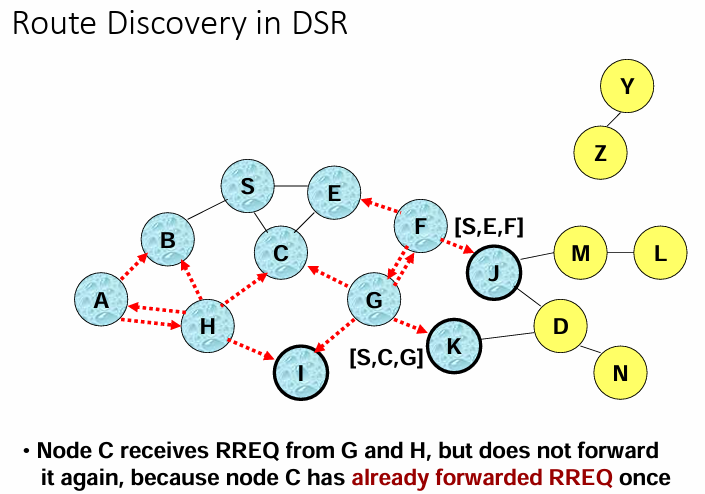 Route Discovery in DSR
Y
Z
S
E
F
[S,E,F]
B
C
J
M
L
A
H
G
K
D
I
[S,C,G]
N
• Node C receives RREQ from G and H, but does not forward
it again, because node C has already forwarded RREQ once